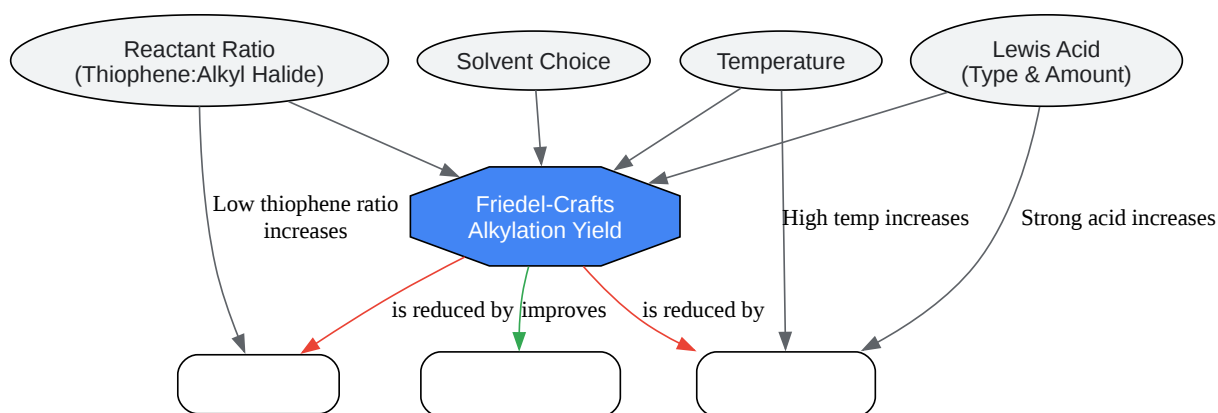 Reactant Ratio
(Thiophene:Alkyl Halide)
Solvent Choice
Temperature
Lewis Acid
(Type & Amount)
Low thiophene ratio
increases
Friedel-Crafts
Alkylation Yield
High temp increases
Strong acid increases
is reduced by
improves
is reduced by